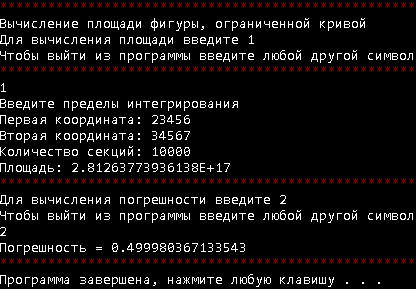 ************************************************
Вычисление площади фигуры, ограниченной кривой
Для вычисления площади введите 1
Чтобы выйти из программы введите любой другой символ
************************************************
1
Введите пределы интегрирования
Первая координата: 23456
Вторая координата: 34567
Количество секций: 10000
Площадь: 2.81263773936138E+17
************************************************
Для вычисления погрешности введите 2
Чтобы выйти из программы введите любой другой символ
2
Погрешность = 0.499980367133543
************************************************
Программа завершена, нажмите любую клавишу . . .